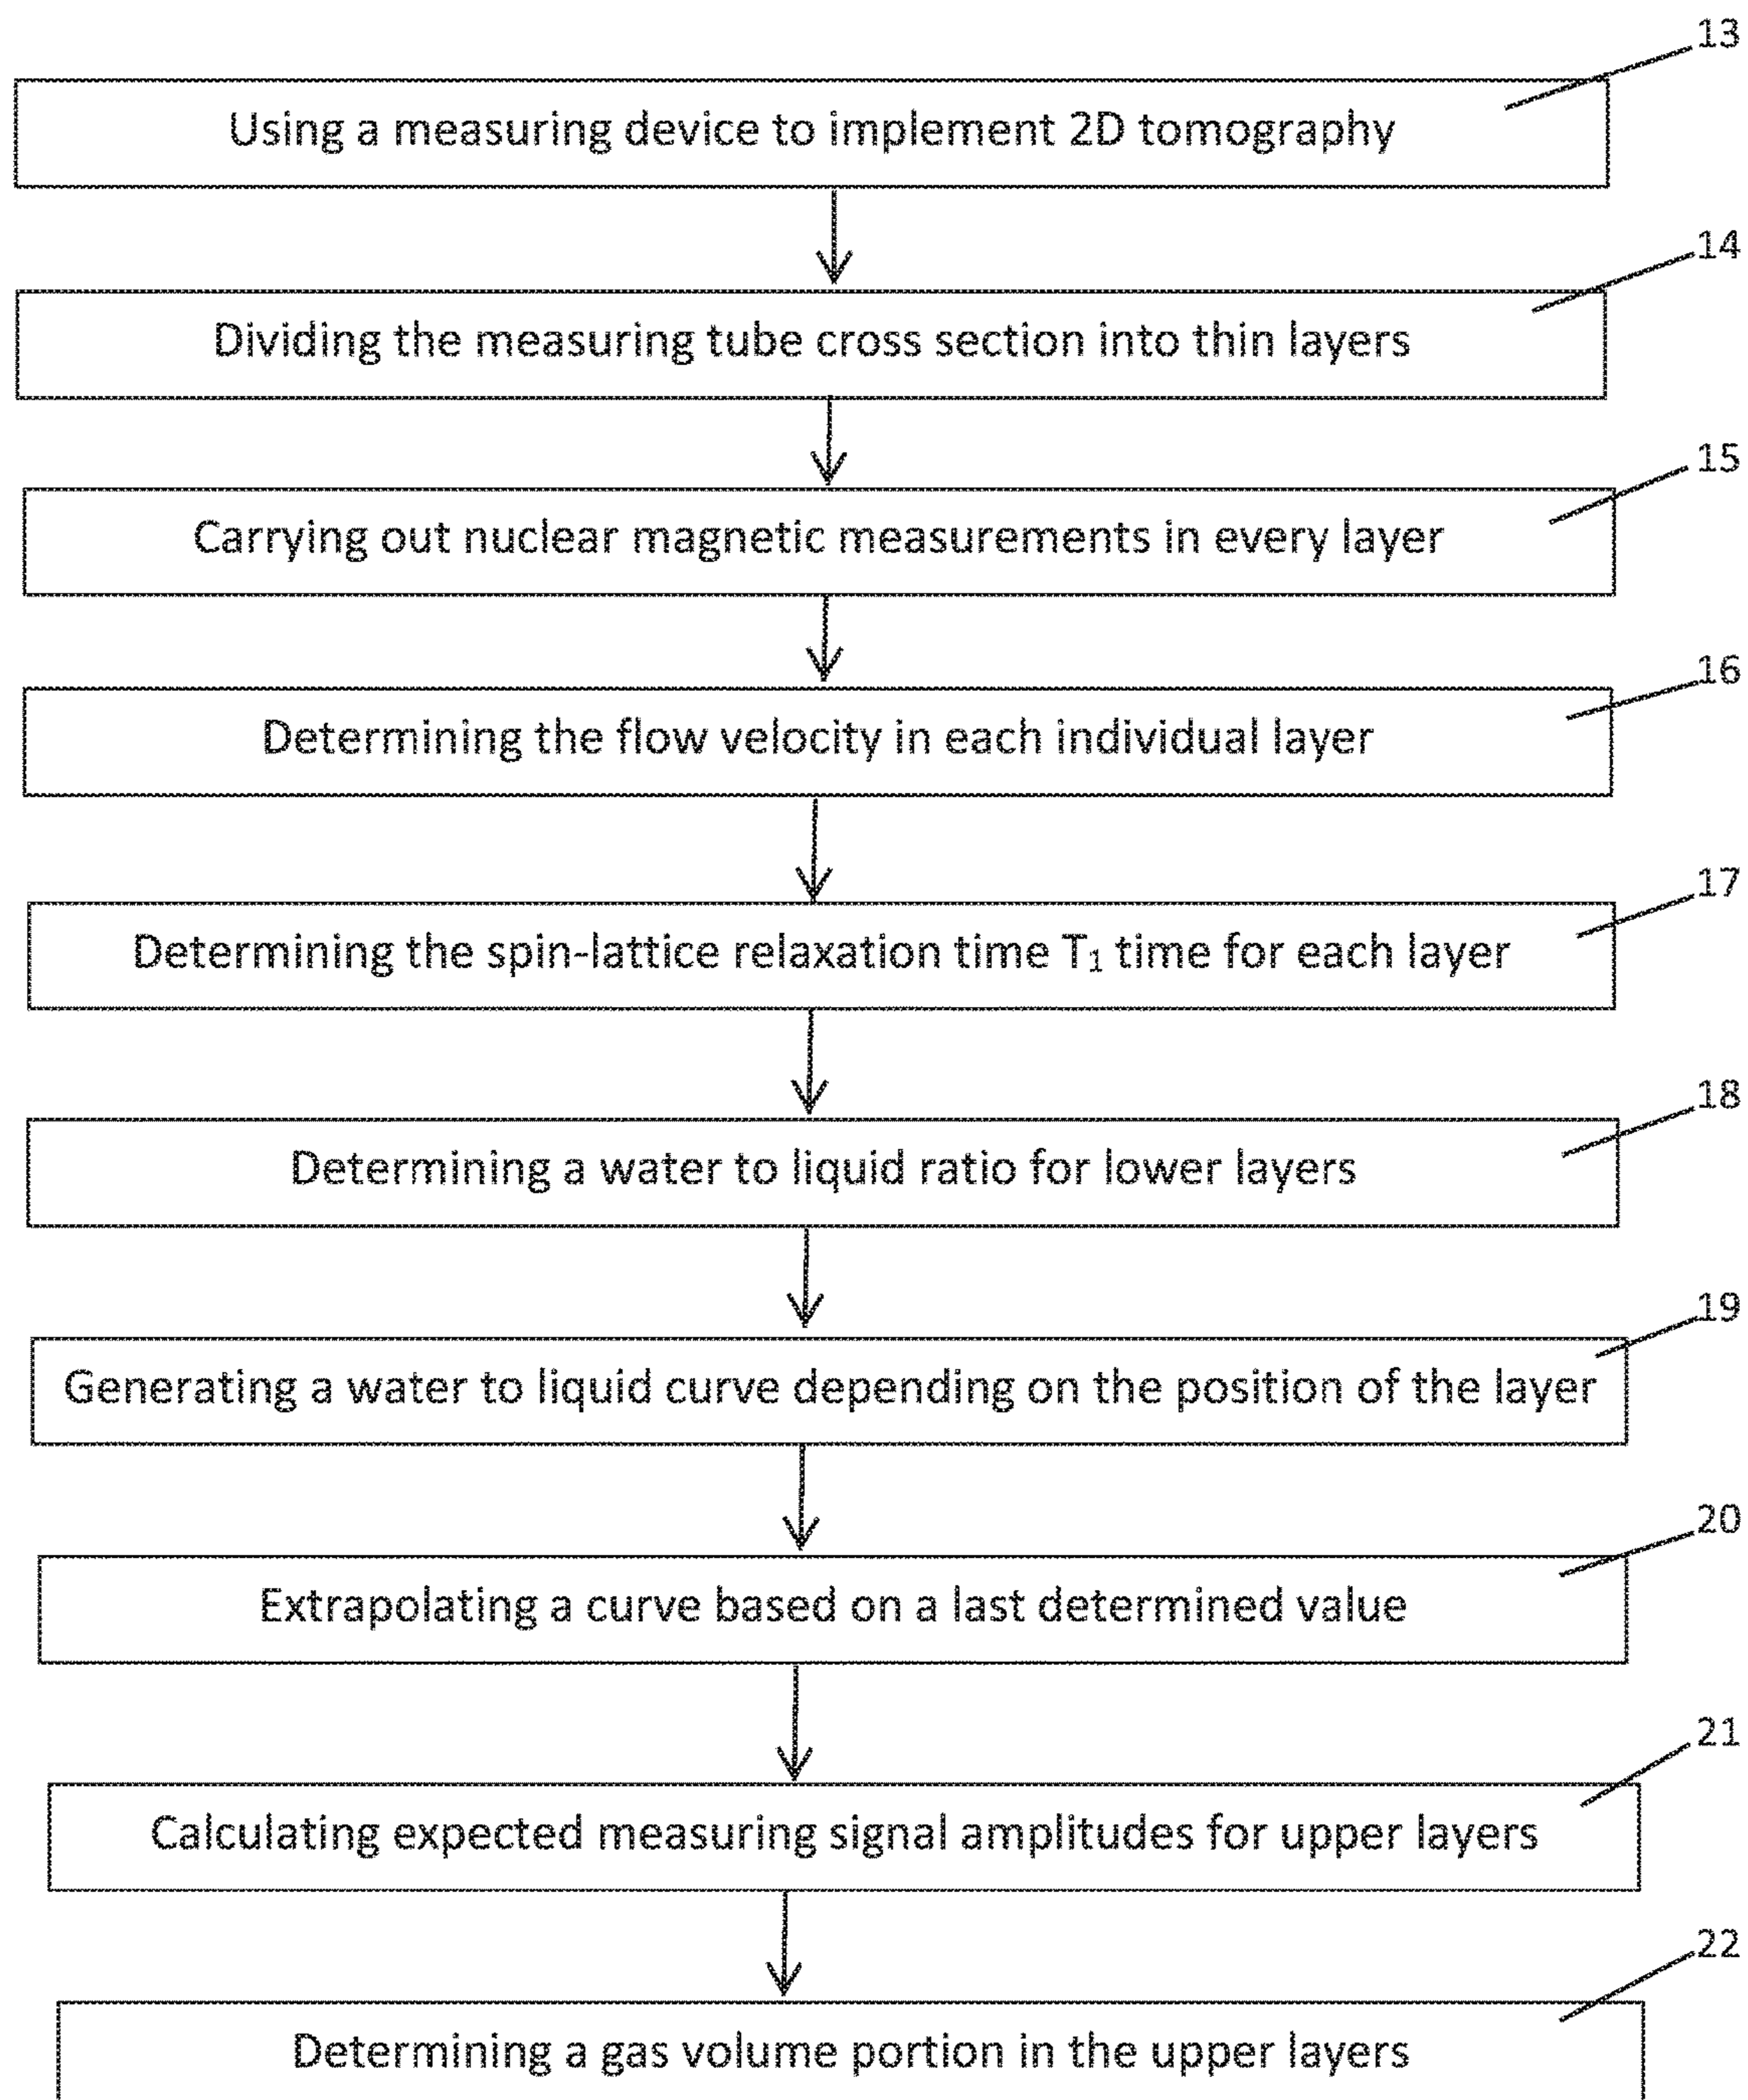 13
Using a measuring device to implement 2D tomography
14
Dividing the measuring tube cross section into thin layers
15
Carrying out nuclear magnetic measurements in every layer
16
Determining the flow velocity in each individual layer
17
Determining the spin-lattice relaxation time T₁ time for each layer
18
Determining a water to liquid ratio for lower layers
19
Generating a water to liquid curve depending on the position of the layer
20
Extrapolating a curve based on a last determined value
21
Calculating expected measuring signal amplitudes for upper layers
22
Determining a gas volume portion in the upper layers